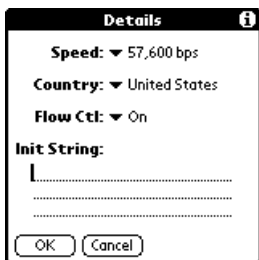 Details
Speed: 57,600 bps
Country: United States
Flow Ctl: On
Init String:
OK Cancel